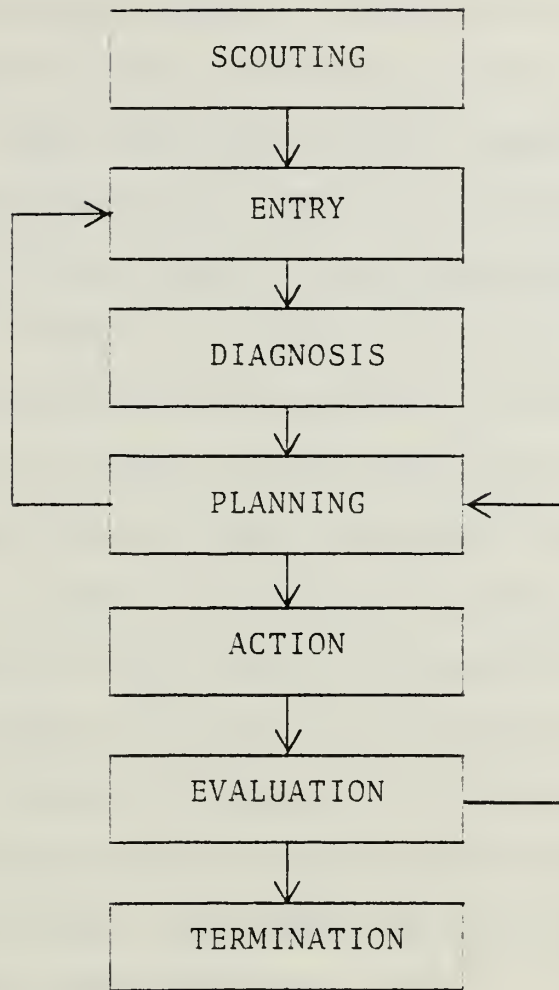 SCOUTING
ENTRY
DIAGNOSIS
PLANNING
ACTION
EVALUATION
TERMINATION